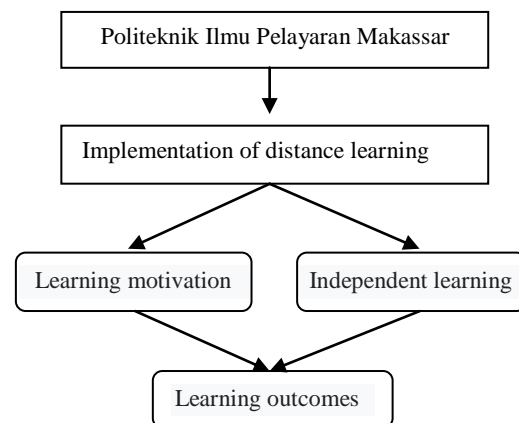 Politeknik Ilmu Pelayaran Makassar
Implementation of distance learning
Learning motivation
Independent learning
Learning outcomes